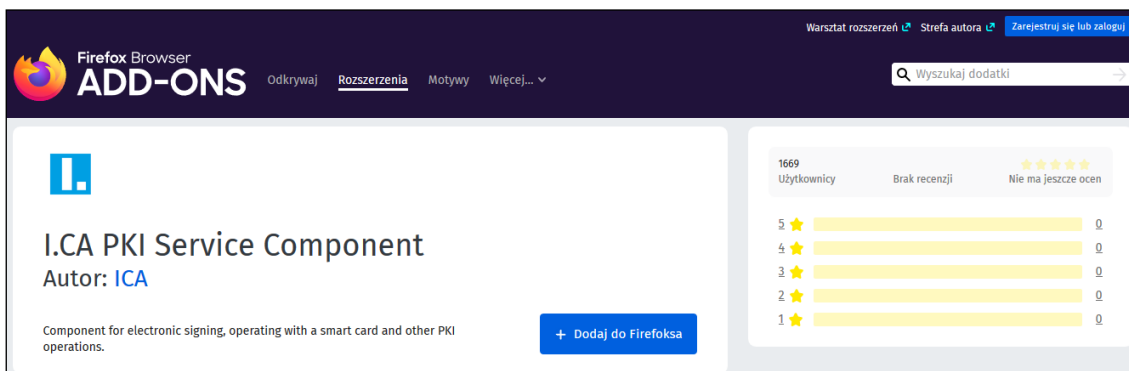 Warsztat rozszerzeń Strefa autora Zarejestruj się lub zaloguj
Firefox Browser
ADD-ONS
Odkrywaj Rozszerzenia Motywy Więcej...
Wyszukaj dodatki
I.
I.CA PKI Service Component
Autor: ICA
Component for electronic signing, operating with a smart card and other PKI
operations.
+ Dodaj do Firefoksa
1669
Użytkownicy Brak recenzji Nie ma jeszcze ocen
5 0
4 0
3 0
2 0
1 0